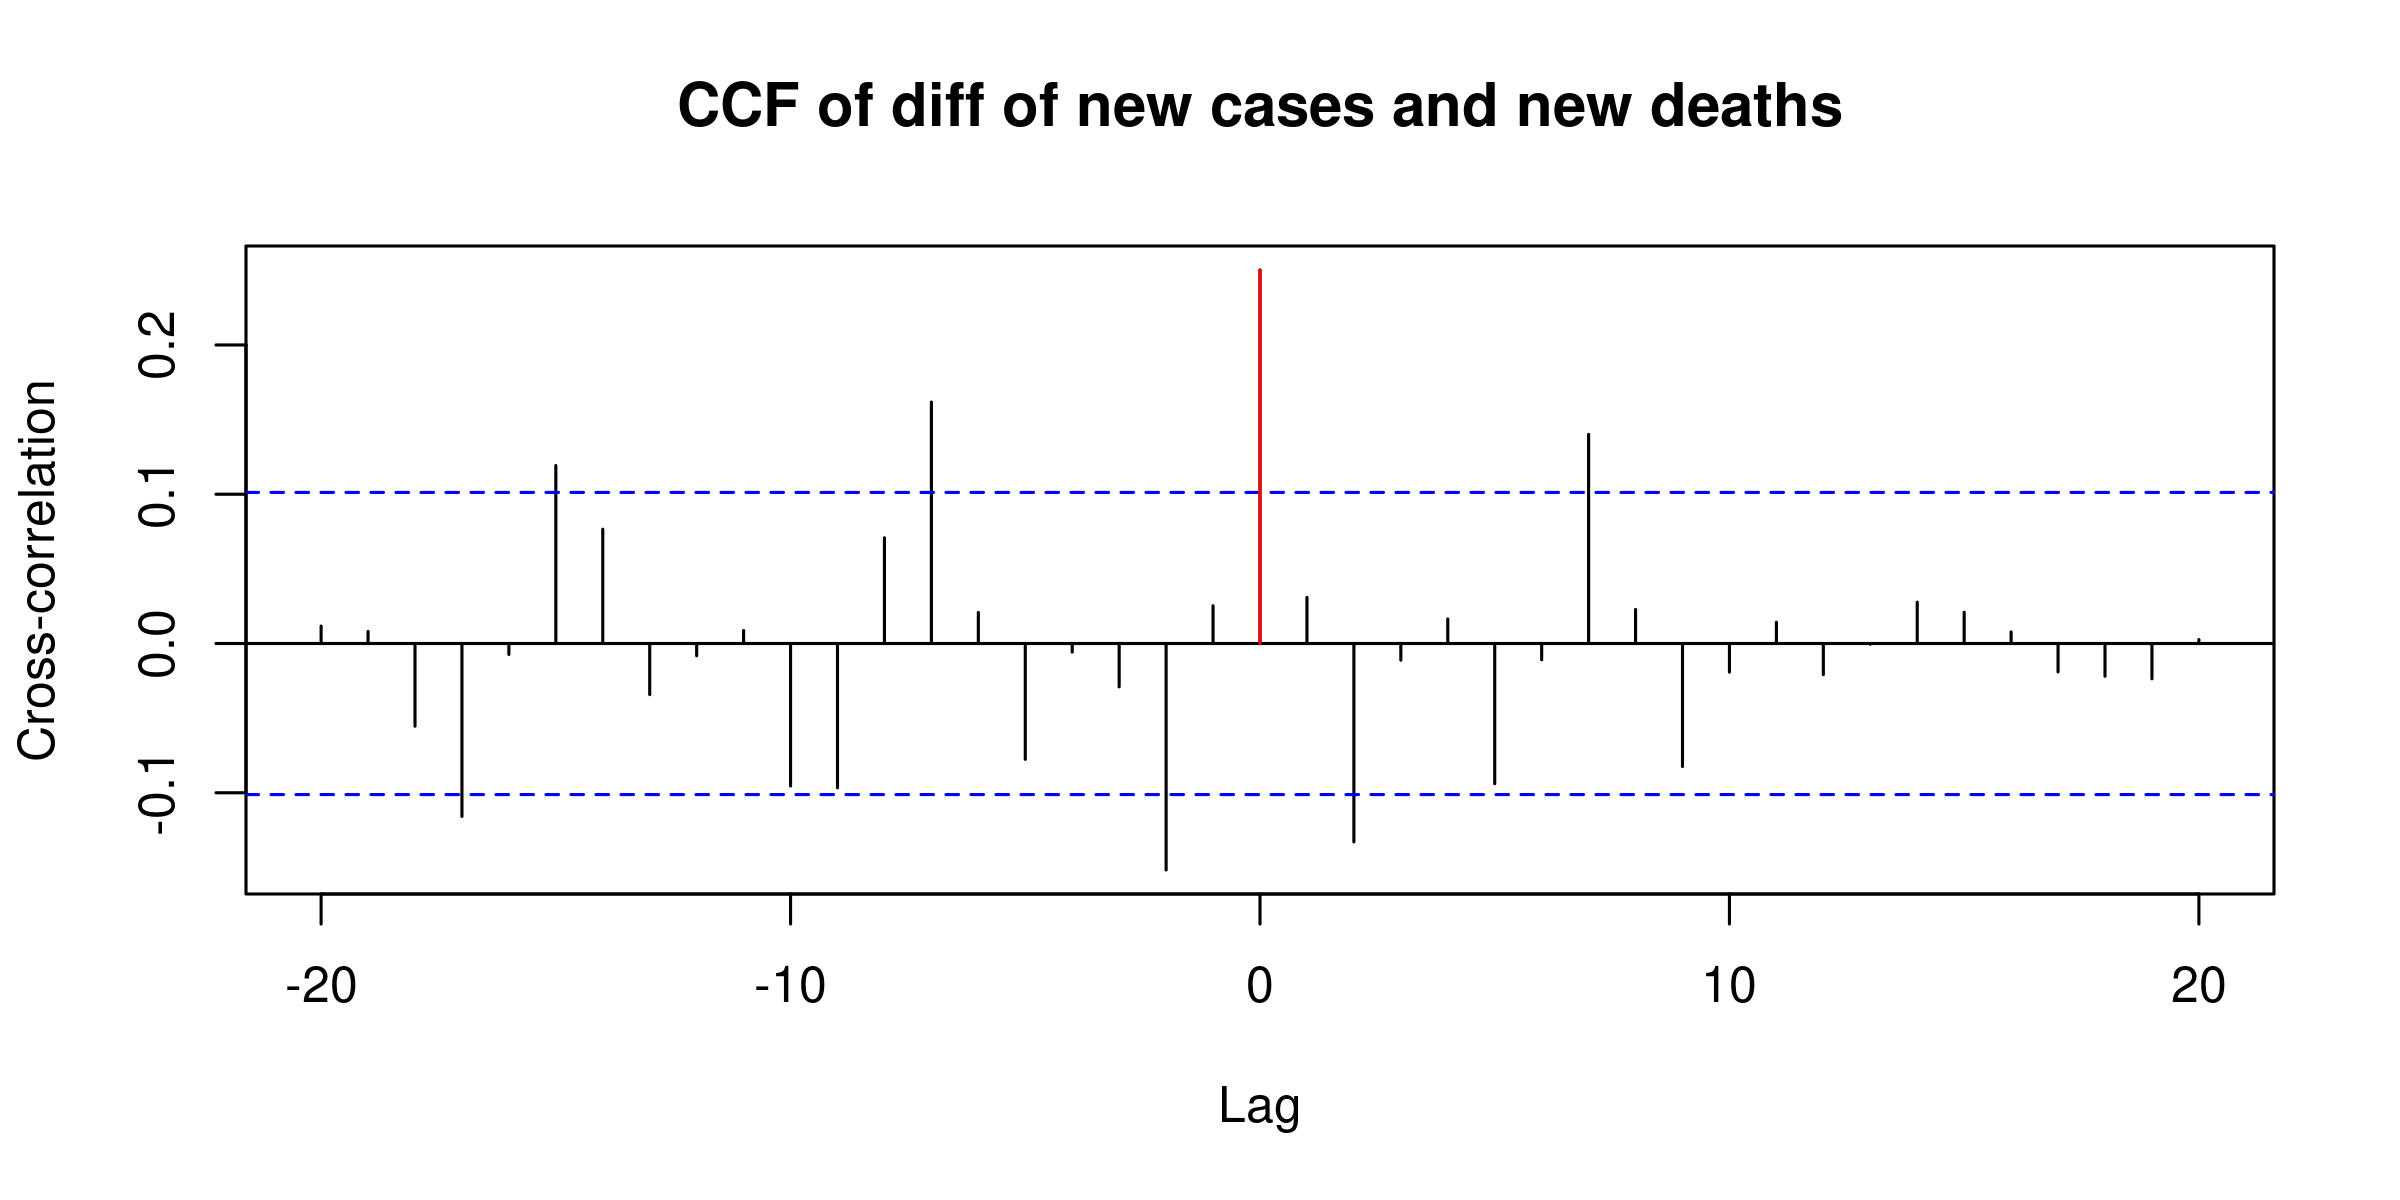 CCF of diff of new cases and new deaths
Cross-correlation
0.2
0.1
0.0
-0.1
-20 -10 0 10 20
Lag